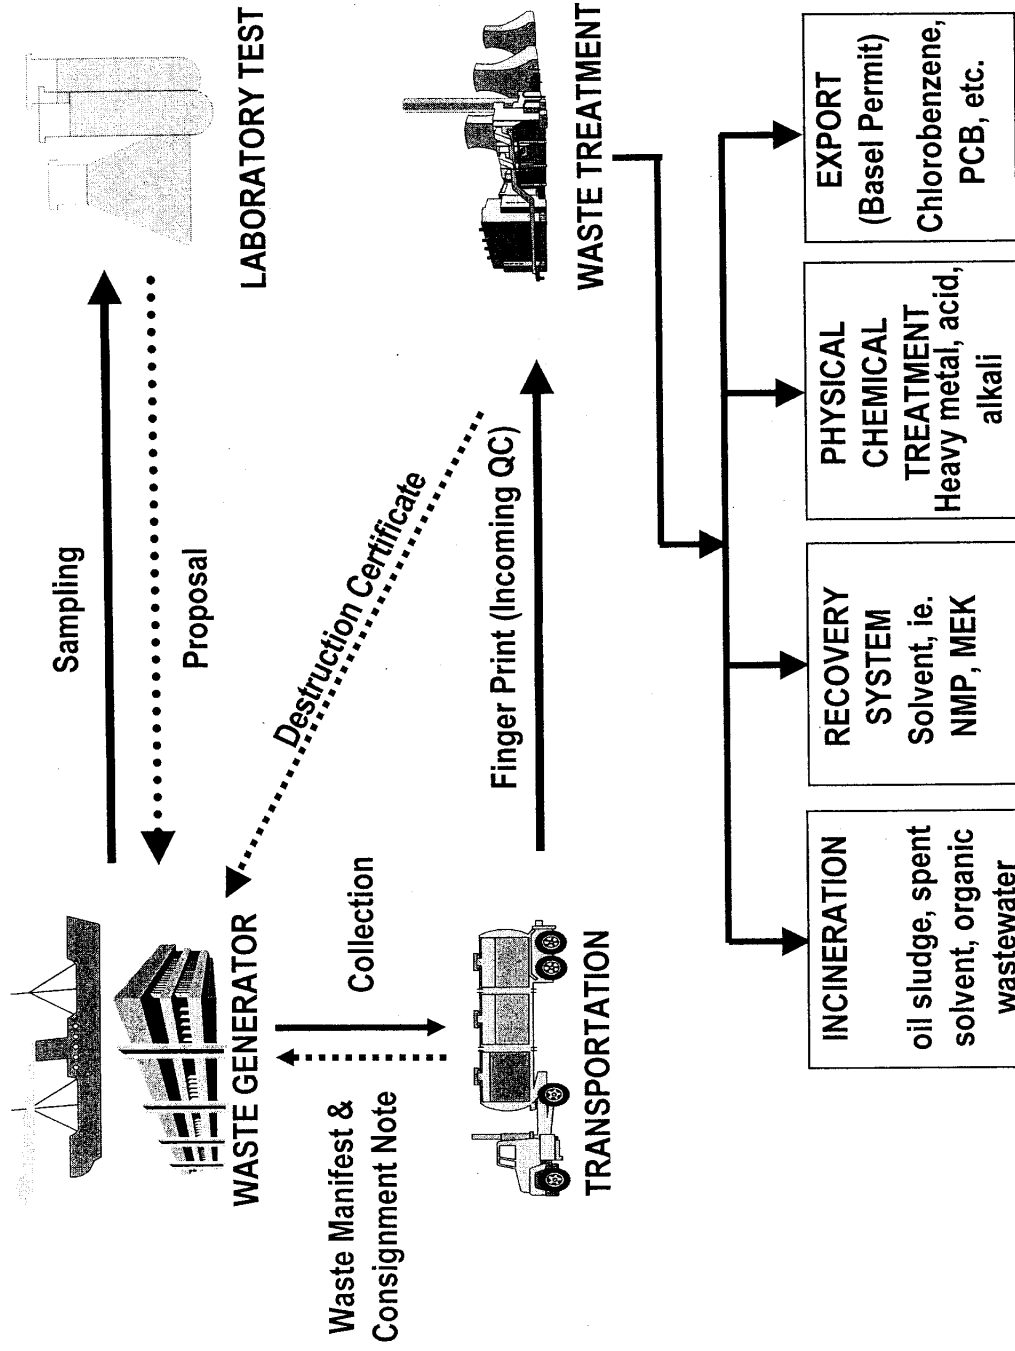 Sampling
Proposal
LABORATORY TEST
WASTE GENERATOR
Destruction Certificate
Waste Manifest &
Consignment Note
Collection
TRANSPORTATION
Finger Print (Incoming QC)
WASTE TREATMENT
INCINERATION
oil sludge, spent
solvent, organic
wastewater
RECOVERY
SYSTEM
Solvent, ie.
NMP, MEK
PHYSICAL
CHEMICAL
TREATMENT
Heavy metal, acid,
alkali
EXPORT
(Basel Permit)
Chlorobenzene,
PCB, etc.